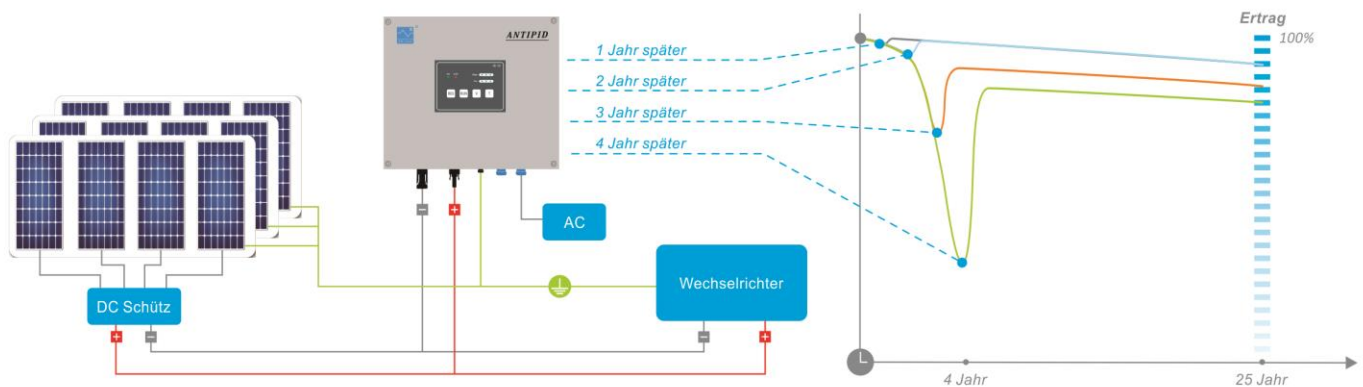 ANTIPID
1 Jahr später
2 Jahr später
3 Jahr später
4 Jahr später
AC
DC Schütz
Wechselrichter
Ertrag
100%
4 Jahr
25 Jahr